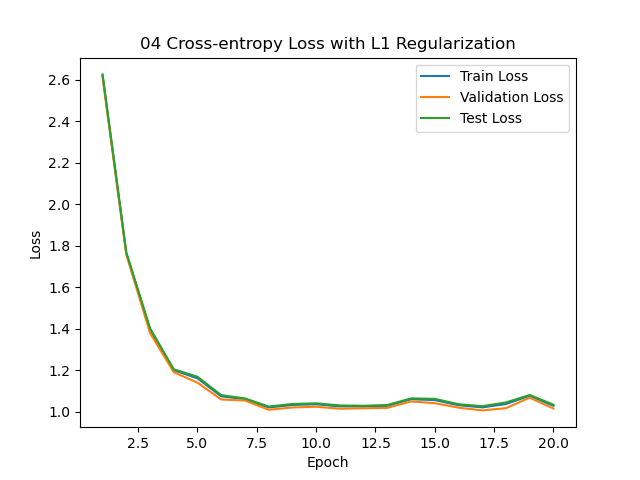 04 Cross-entropy Loss with L1 Regularization
Train Loss
Validation Loss
Test Loss
2.6
2.4
2.2
2.0
1.8
1.6
1.4
1.2
1.0
Loss
2.5
5.0
7.5
10.0
12.5
15.0
17.5
20.0
Epoch